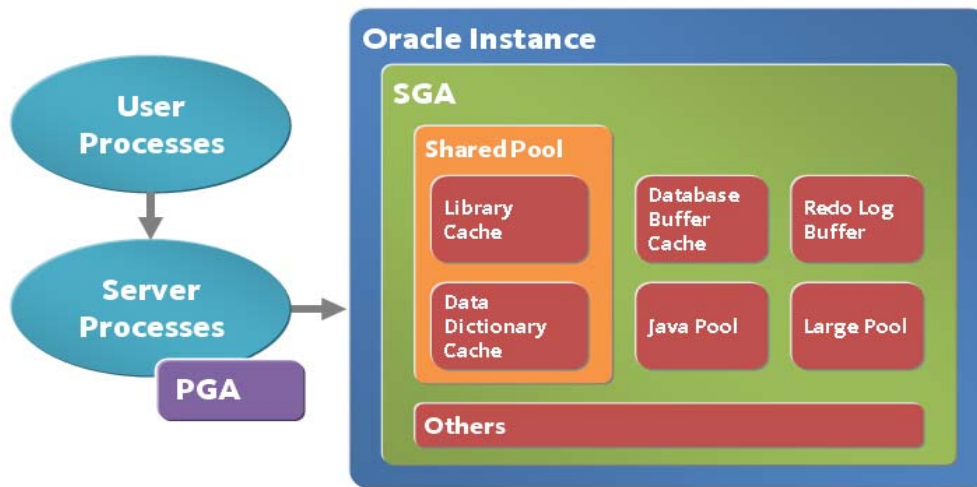 Oracle Instance
User
Processes
SGA
Shared Pool
Library
Cache
Database
Buffer
Cache
Redo Log
Buffer
Server
Processes
Data
Dictionary
Cache
Java Pool
Large Pool
PGA
Others